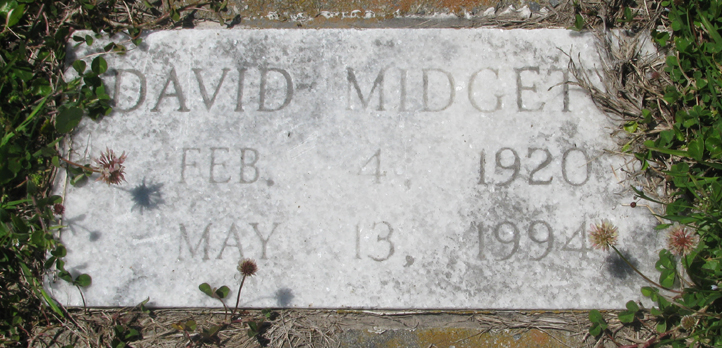 DAVID MIDGET
FEB. 4, 1920
MAY 13, 1994